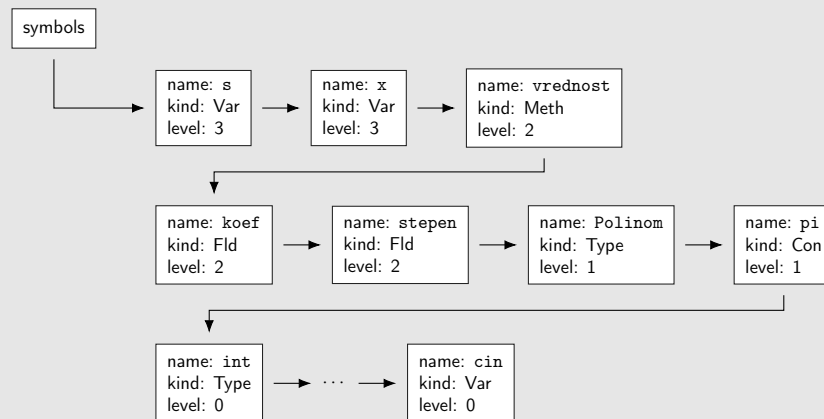 symbols
name: s
kind: Var
level: 3
name: x
kind: Var
level: 3
name: vrednost
kind: Meth
level: 2
name: koef
kind: Fld
level: 2
name: stepen
kind: Fld
level: 2
name: Polinom
kind: Type
level: 1
name: pi
kind: Con
level: 1
name: int
kind: Type
level: 0
···
name: cin
kind: Var
level: 0